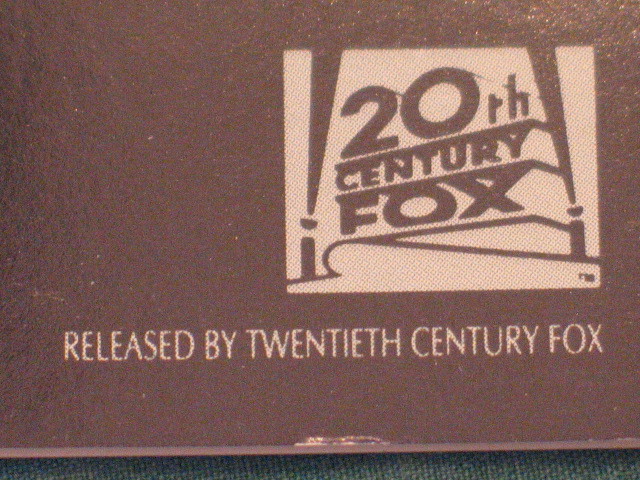 20th
CENTURY
FOX
TM
RELEASED BY TWENTIETH CENTURY FOX